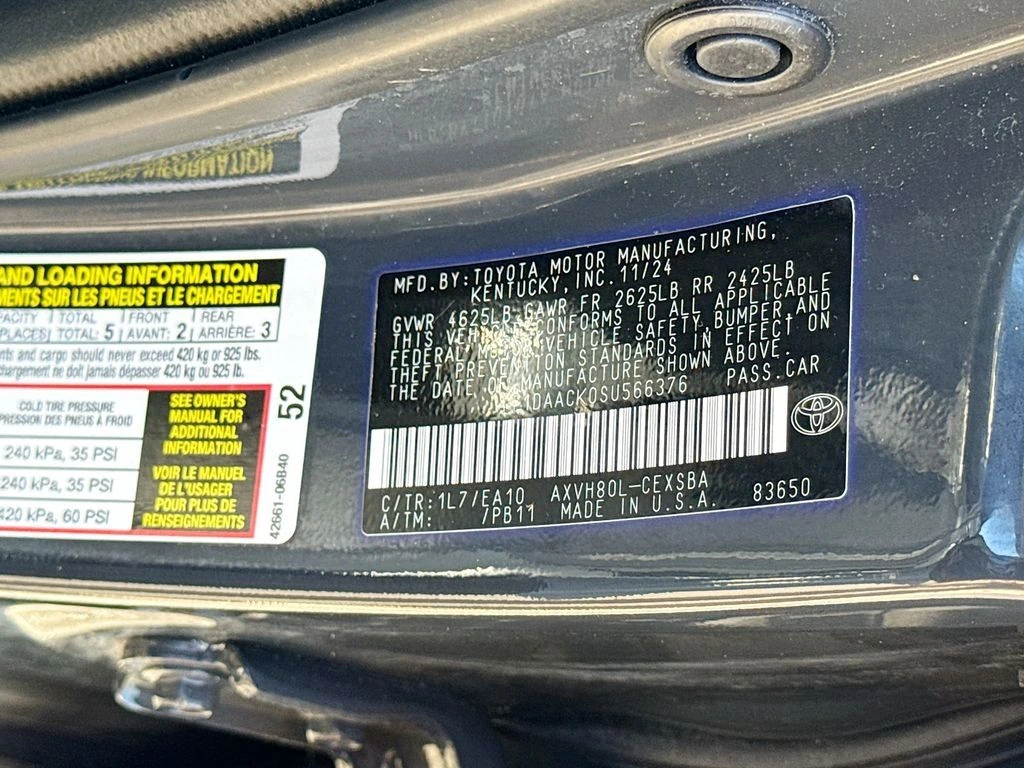 AND LOADING INFORMATION
MENTS SUR LES PNEUS ET LE CHARGEMENT
PACITY TOTAL FRONT REAR
PLACES TOTAL: 5 AVANT: 2 ARRIÈRE: 3
nts and cargo should never exceed 420 kg or 925 lbs.
chargement ne doit jamais dépasser 420 kg ou 925 lb.
COLD TIRE PRESSURE
PRESSION DES PNEUS À FROID
240 kPa, 35 PSI
240 kPa, 35 PSI
420 kPa, 60 PSI
SEE OWNER'S
MANUAL FOR
ADDITIONAL
INFORMATION
VOIR LE MANUEL
DE L'USAGER
POUR PLUS DE
RENSEIGNEMENTS
52
42661-06B40
MFD. BY: TOYOTA MOTOR MANUFACTURING,
KENTUCKY, INC. 11/24
GVWR 4625LB GAWR FR 2625LB RR 2425LB
THIS VEHICLE CONFORMS TO ALL APPLICABLE
FEDERAL MOTOR VEHICLE SAFETY, BUMPER, AND
THEFT PREVENTION STANDARDS IN EFFECT ON
THE DATE OF MANUFACTURE SHOWN ABOVE.
DAACK0SU566376 PASS.CAR
C/TR:1L7/EA10 AXVH80L-CEXSBA 83650
A/TM: /PB11 MADE IN U.S.A.